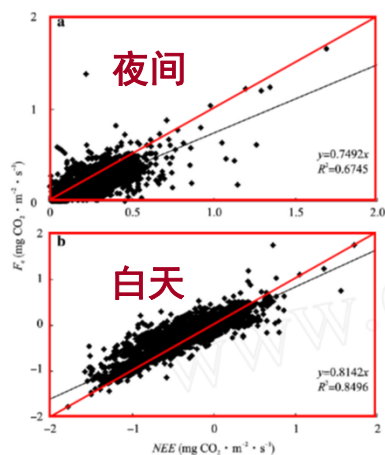 2
a
夜间
1
y=0.7492x
R²=0.6745
0
0 0.5 1.0 1.5 2.0
Fc (mg CO₂ · m⁻² · s⁻¹)
2
b
白天
1
0
-1
y=0.8142x
R²=0.8496
-2
-2 -1 0 1 2
NEE (mg CO₂ · m⁻² · s⁻¹)